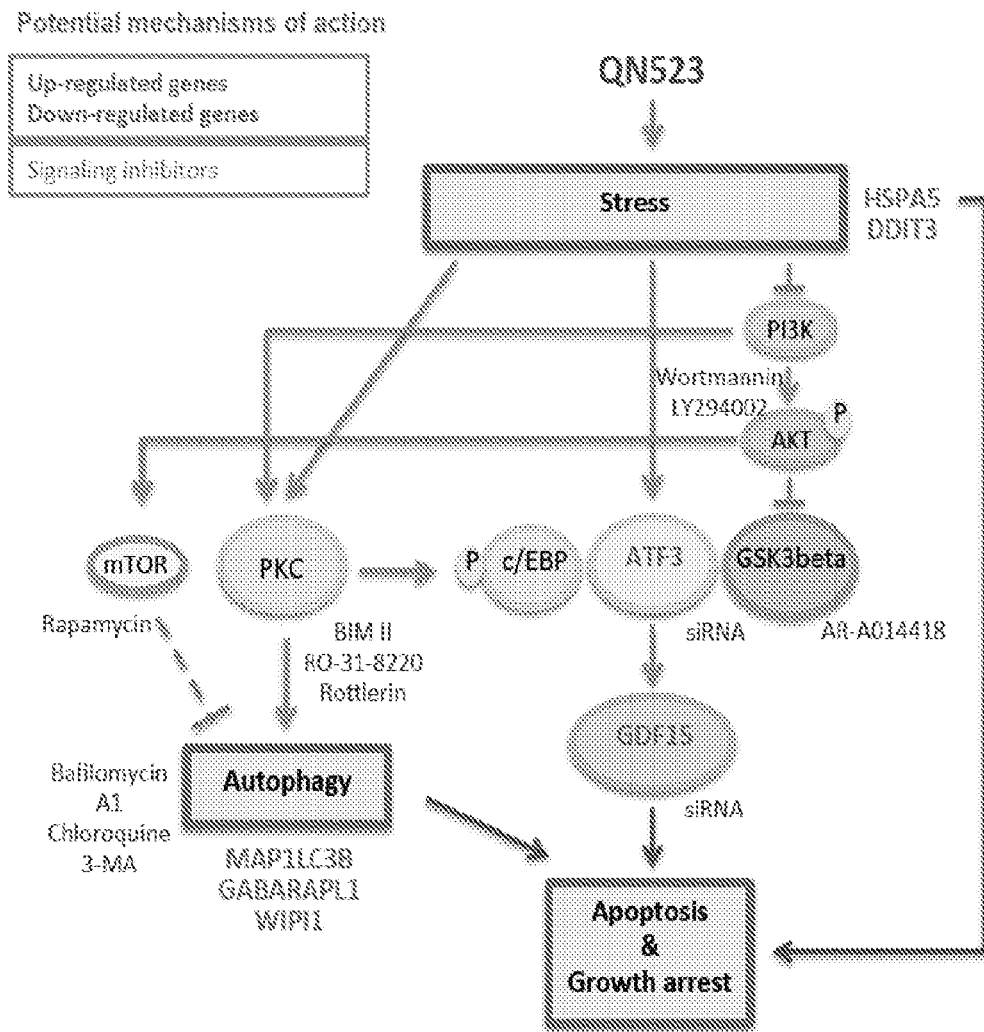 Potential mechanisms of action
Up-regulated genes
Down-regulated genes
Signaling inhibitors
QN523
Stress
HSPA5
DDIT3
PI3K
Wortmannin
LY294002
P
AKT
mTOR
PKC
P
c/EBP
ATF3
GSK3beta
Rapamycin
BIM II
RO-31-8220
Rottlerin
siRNA
AR-A014418
GDF15
siRNA
Bafilomycin
A1
Chloroquine
3-MA
Autophagy
MAP1LC3B
GABARAPL1
WIPI1
Apoptosis
&
Growth arrest